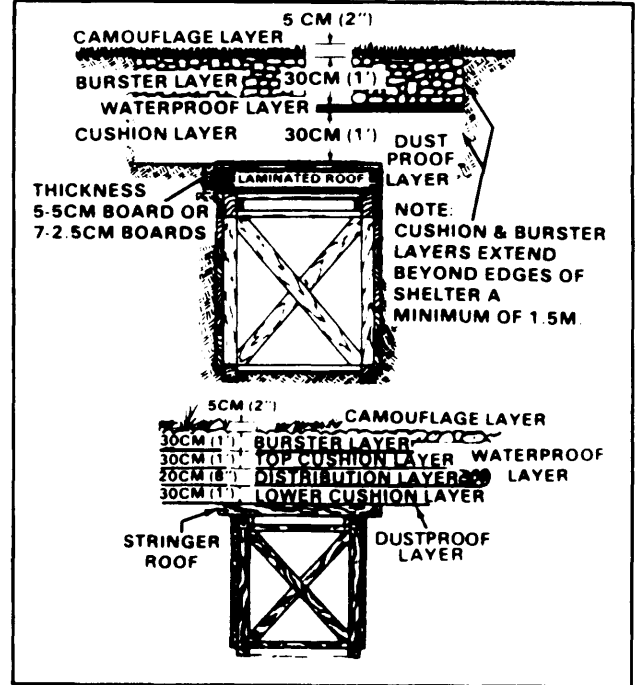 5 CM (2")
CAMOUFLAGE LAYER
BURSTER LAYER 30CM (1')
WATERPROOF LAYER
CUSHION LAYER 30CM (1')
DUST
PROOF
LAYER
LAMINATED ROOF
THICKNESS
5-5CM BOARD OR
7-2.5CM BOARDS
NOTE:
CUSHION & BURSTER
LAYERS EXTEND
BEYOND EDGES OF
SHELTER A
MINIMUM OF 1.5M.
5CM (2")
CAMOUFLAGE LAYER
30CM (1') BURSTER LAYER
30CM (1') TOP CUSHION LAYER
WATERPROOF
LAYER
20CM (8") DISTRIBUTION LAYER
30CM (1') LOWER CUSHION LAYER
STRINGER
ROOF
DUSTPROOF
LAYER